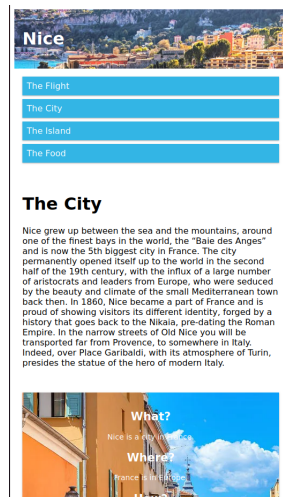 Nice
The Flight
The City
The Island
The Food
The City
Nice grew up between the sea and the mountains, around
one of the finest bays in the world, the “Baie des Anges”
and is now the 5th biggest city in France. The city
permanently opened itself up to the world in the second
half of the 19th century, with the influx of a large number
of aristocrats and leaders from Europe, who were seduced
by the beauty and climate of the small Mediterranean town
back then. In 1860, Nice became a part of France and is
proud of showing visitors its different identity, forged by a
history that goes back to the Nikaia, pre-dating the Roman
Empire. In the narrow streets of Old Nice you will be
transported far from Provence, to somewhere in Italy.
Indeed, over Place Garibaldi, with its atmosphere of Turin,
presides the statue of the hero of modern Italy.
What?
Nice is a city in France
Where?
France is in Europe